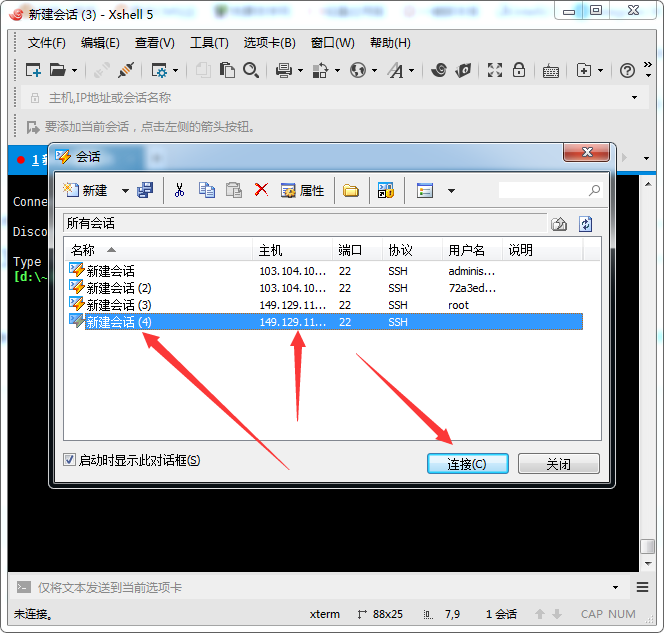 新建会话 (3) - Xshell 5
文件(F) 编辑(E) 查看(V) 工具(T) 选项卡(B) 窗口(W) 帮助(H)
主机,IP地址或会话名称
要添加当前会话，点击左侧的箭头按钮。
1
会话
Conne
Disco
Type
[d:\~
新建 属性
所有会话
名称 主机 端口 协议 用户名 说明
新建会话 103.104.10... 22 SSH adminis...
新建会话 (2) 103.104.10... 22 SSH 72a3ed...
新建会话 (3) 149.129.11... 22 SSH root
新建会话 (4) 149.129.11... 22 SSH
启动时显示此对话框(S) 连接(C) 关闭
仅将文本发送到当前选项卡
未连接。 xterm 88x25 7,9 1 会话 CAP NUM